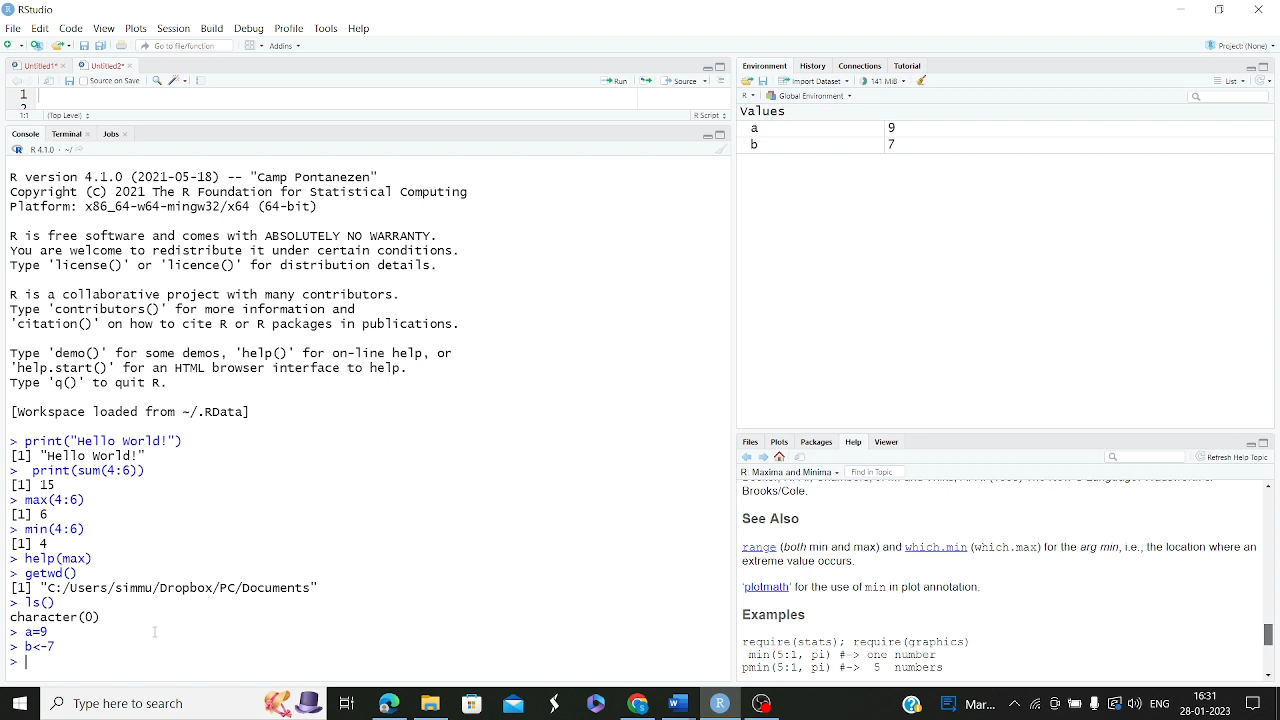 RStudio
File Edit Code View Plots Session Build Debug Profile Tools Help
Go to file/function Addins Project: (None)
Untitled1* Untitled2*
Source on Save Run Source
1
2
1:1 (Top Level) R Script
Console Terminal Jobs
R 4.1.0 · ~/
R version 4.1.0 (2021-05-18) -- "Camp Pontanezen"
Copyright (C) 2021 The R Foundation for Statistical Computing
Platform: x86_64-w64-mingw32/x64 (64-bit)
R is free software and comes with ABSOLUTELY NO WARRANTY.
You are welcome to redistribute it under certain conditions.
Type 'license()' or 'licence()' for distribution details.
R is a collaborative project with many contributors.
Type 'contributors()' for more information and
'citation()' on how to cite R or R packages in publications.
Type 'demo()' for some demos, 'help()' for on-line help, or
'help.start()' for an HTML browser interface to help.
Type 'q()' to quit R.
[Workspace loaded from ~/.RData]
> print("Hello World!")
[1] "Hello World!"
>  print(sum(4:6))
[1] 15
> max(4:6)
[1] 6
> min(4:6)
[1] 4
> help(max)
> getwd()
[1] "C:/Users/simmu/Dropbox/PC/Documents"
> ls()
character(0)
> a=9
> b<-7
>
Environment History Connections Tutorial
Import Dataset 141 MiB List
R Global Environment
Values
a 9
b 7
Files Plots Packages Help Viewer
Refresh Help Topic
R: Maxima and Minima Find in Topic
Brooks/Cole.
See Also
range (both min and max) and which.min (which.max) for the arg min, i.e., the location where an
extreme value occurs.
'plotmath' for the use of min in plot annotation.
Examples
require(stats); require(graphics)
min(5:1, pi) #-> one number
pmin(5:1, pi) #-> 5 numbers
Type here to search
Mar... ENG 16:31
28-01-2023